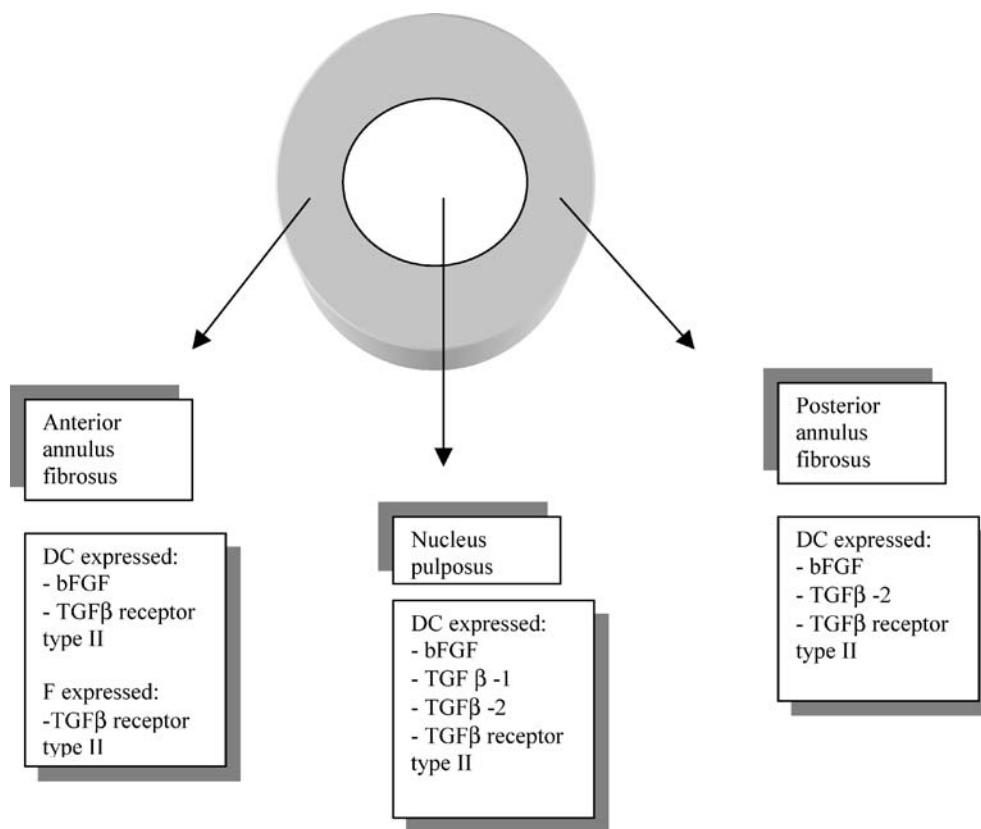 Anterior
annulus
fibrosus
DC expressed:
- bFGF
- TGFβ receptor
type II
F expressed:
-TGFβ receptor
type II
Nucleus
pulposus
DC expressed:
- bFGF
- TGF β -1
- TGFβ -2
- TGFβ receptor
type II
Posterior
annulus
fibrosus
DC expressed:
- bFGF
- TGFβ -2
- TGFβ receptor
type II